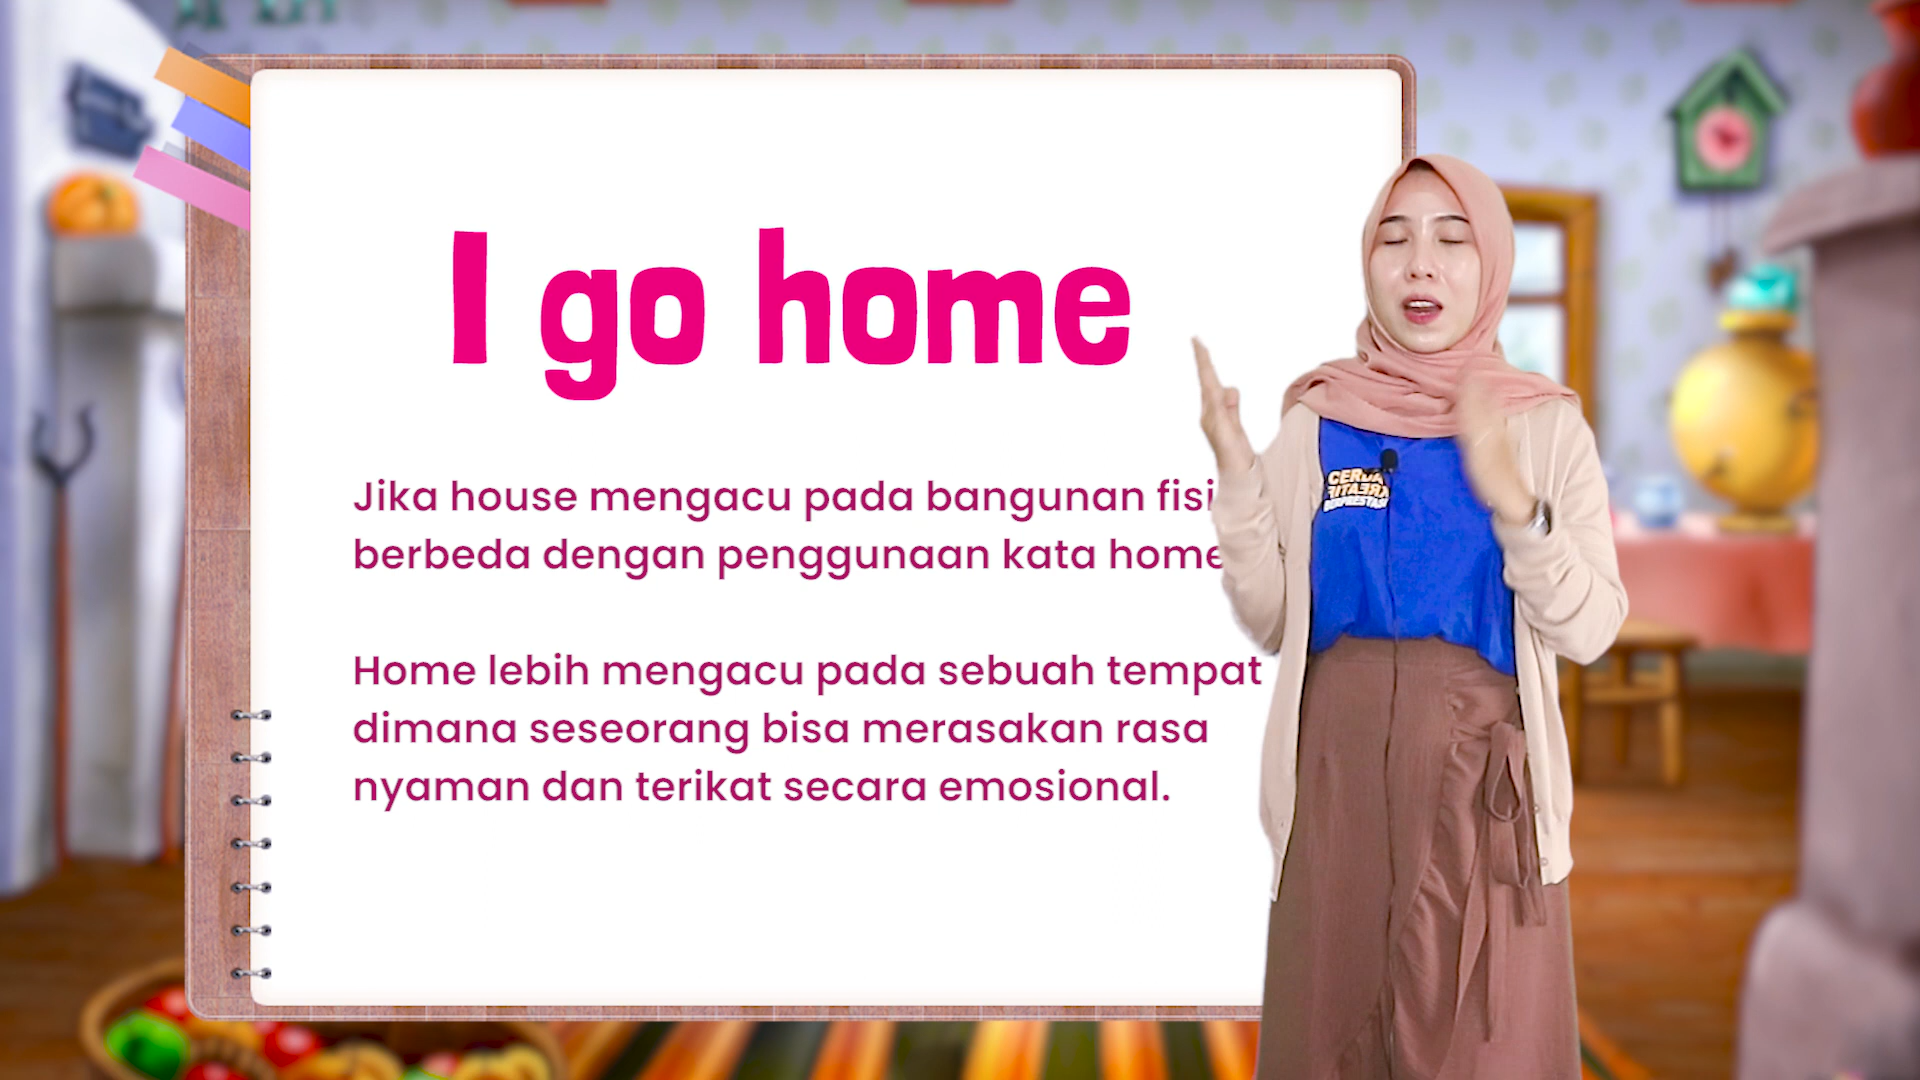 I go home
Jika house mengacu pada bangunan
berbeda dengan penggunaan kata home
Home lebih mengacu pada sebuah tempat
dimana seseorang bisa merasakan rasa
nyaman dan terikat secara emosional.